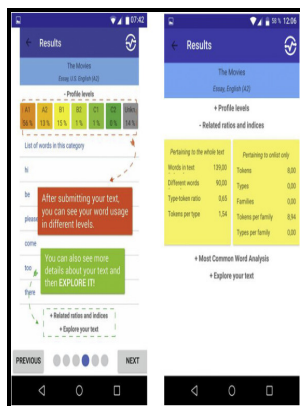 07:42
← Results
The Movies
Essay, U.S. English (A2)
- Profile levels
A1 A2 B1 B2 C1 C2 Unkn.
56 % 13 % 15 % 1 % 1 % 0 % 14 %
List of words in this category
hi
be
please
come
too
there
After submitting your text,
you can see your word usage
in different levels.
You can also see more
details about your text and
then EXPLORE IT!
+ Related ratios and indices
+ Explore your text
PREVIOUS NEXT
50 % 12:06
← Results
The Movies
Essay, English (A2)
+ Profile levels
- Related ratios and indices
Pertaining to the whole text
Words in text 139,00
Different words 90,00
Type-token ratio 0,65
Tokens per type 1,54
Pertaining to onlist only
Tokens 0,00
Types 0,00
Families 0,00
Tokens per family 8,94
Types per family 0,00
+ Most Common Word Analysis
+ Explore your text